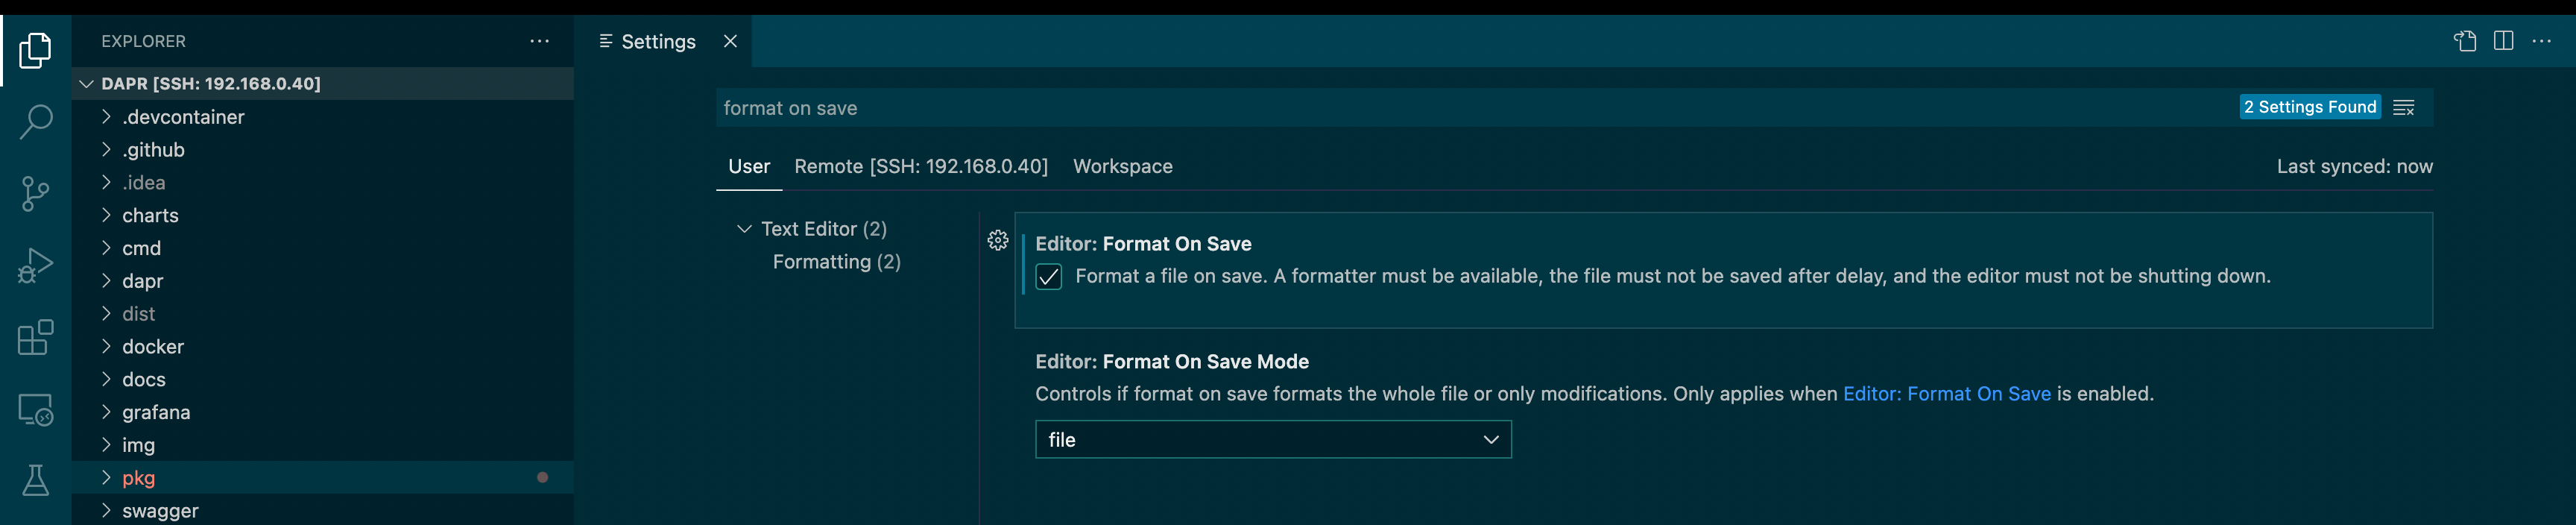 EXPLORER
DAPR [SSH: 192.168.0.40]
.devcontainer
.github
.idea
charts
cmd
dapr
dist
docker
docs
grafana
img
pkg
swagger
Settings
format on save
2 Settings Found
User Remote [SSH: 192.168.0.40] Workspace
Last synced: now
Text Editor (2)
Formatting (2)
Editor: Format On Save
Format a file on save. A formatter must be available, the file must not be saved after delay, and the editor must not be shutting down.
Editor: Format On Save Mode
Controls if format on save formats the whole file or only modifications. Only applies when Editor: Format On Save is enabled.
file